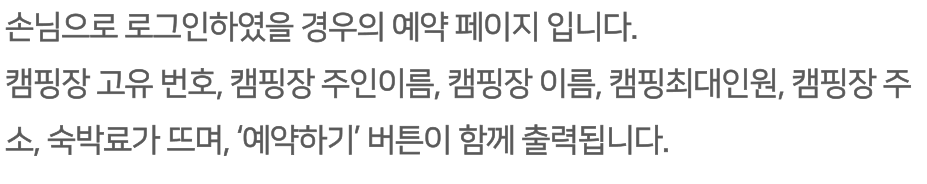 손님으로 로그인하였을 경우의 예약 페이지 입니다.
캠핑장 고유 번호, 캠핑장 주인이름, 캠핑장 이름, 캠핑최대인원, 캠핑장 주
소, 숙박료가 뜨며, ‘예약하기’ 버튼이 함께 출력됩니다.